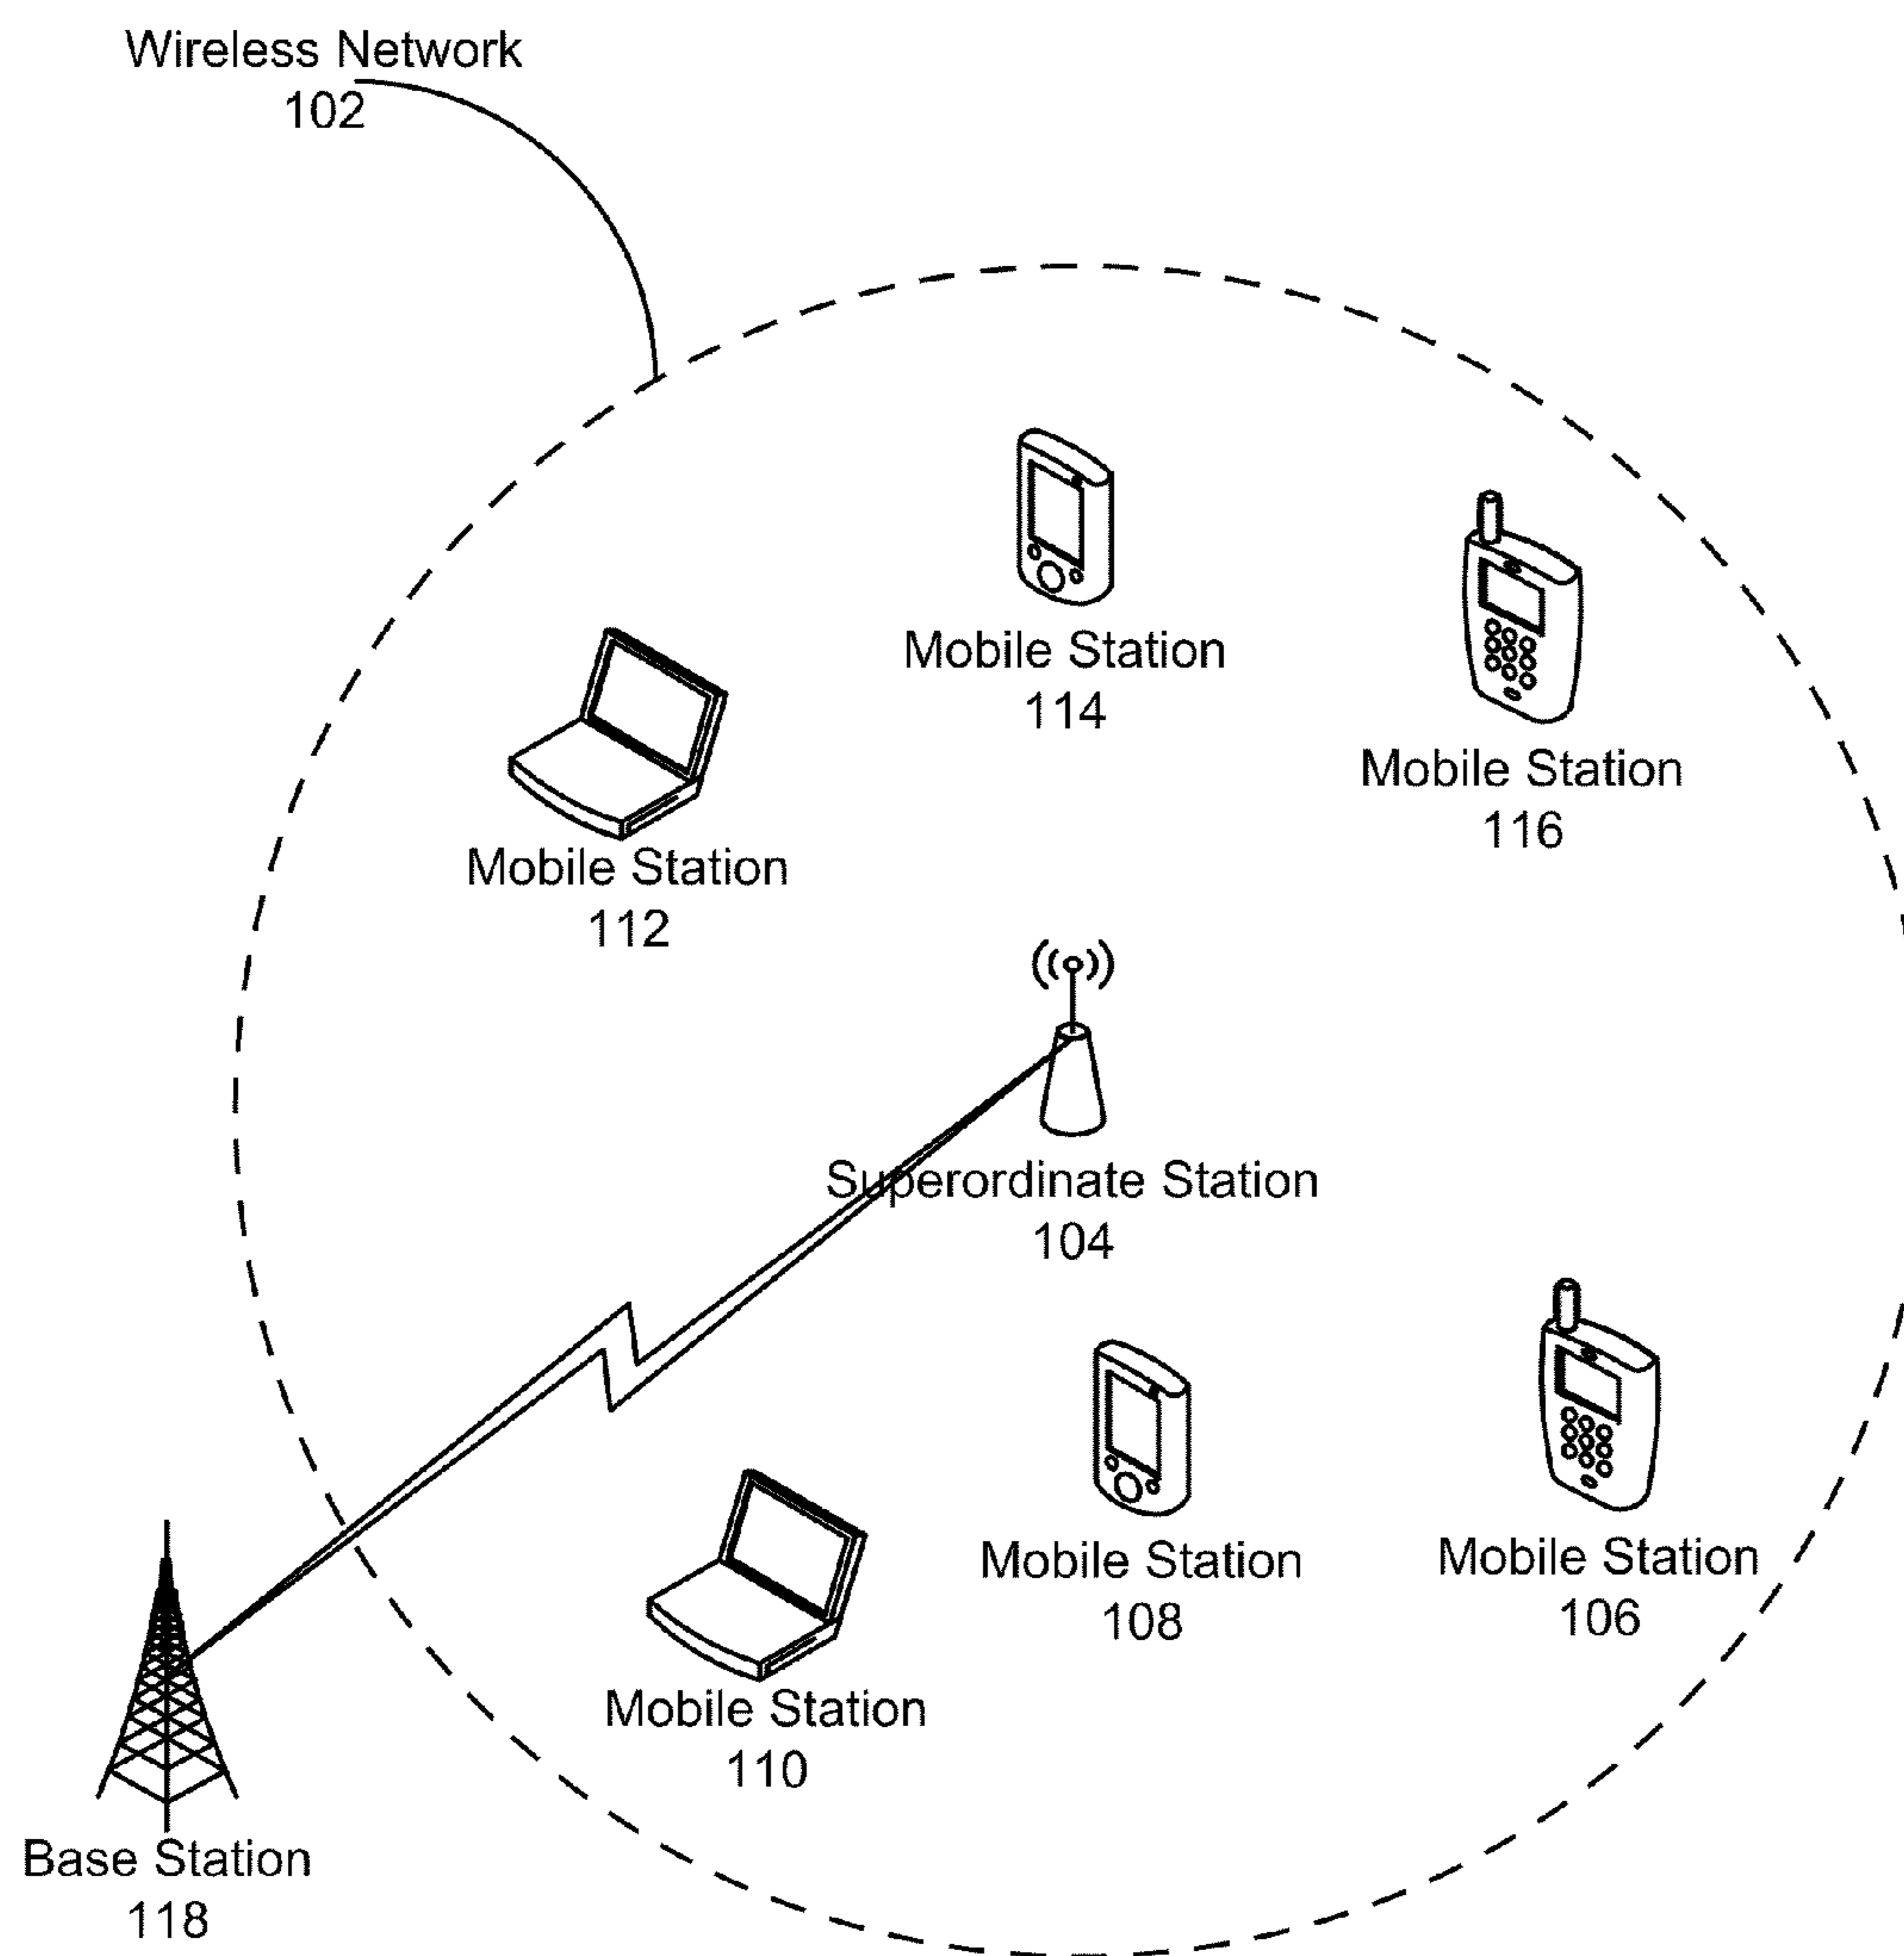 Wireless Network
102
Mobile Station
114
Mobile Station
116
Mobile Station
112
Superordinate Station
104
Mobile Station
108
Mobile Station
106
Mobile Station
110
Base Station
118